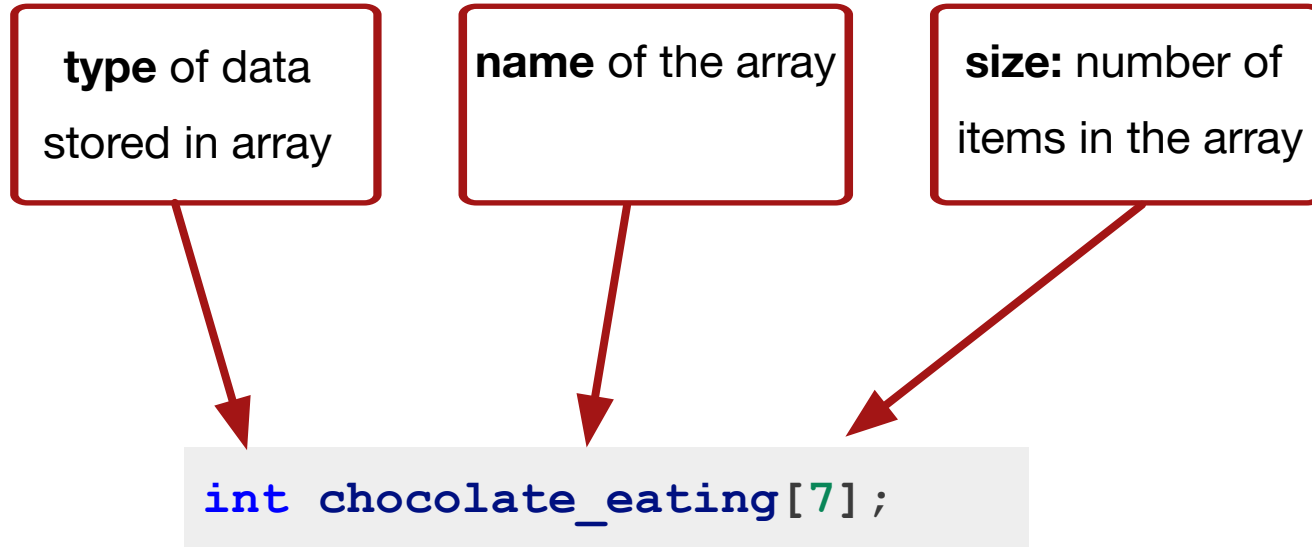 type of data
stored in array
name of the array
size: number of
items in the array
int chocolate_eating[7];